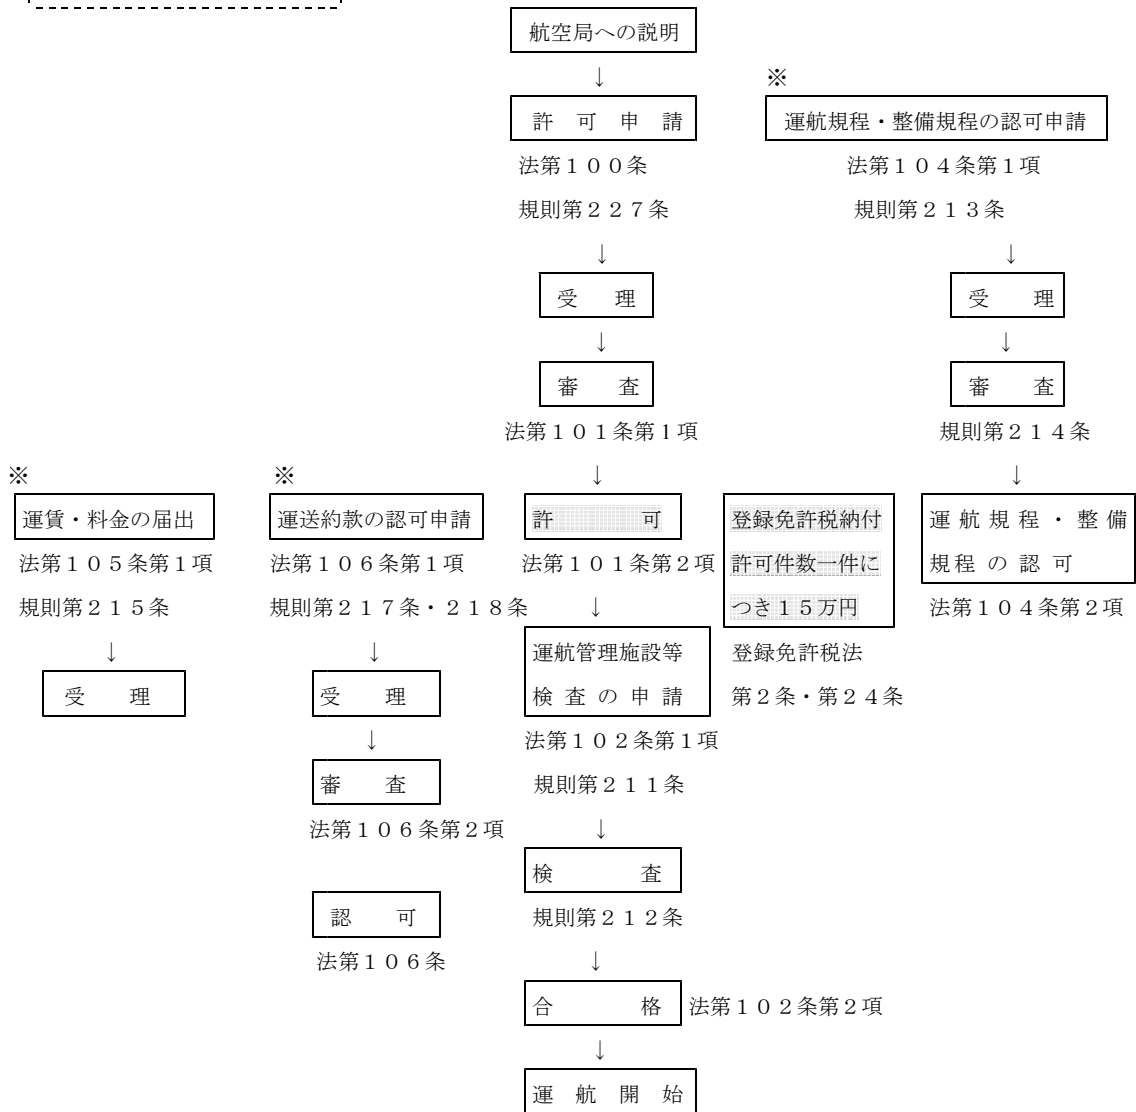 航空局への説明
↓
※
許 可 申 請
運航規程・整備規程の認可申請
法第１００条
法第１０４条第１項
規則第２２７条
規則第２１３条
↓
↓
受 理
受 理
↓
↓
審 査
審 査
法第１０１条第１項
規則第２１４条
※
※
↓
↓
運賃・料金の届出
運送約款の認可申請
許 可
登録免許税納付
運 航 規 程 ・ 整 備
法第１０５条第１項
法第１０６条第１項
法第１０１条第２項
許可件数一件に
規 程 の 認 可
規則第２１５条
規則第２１７条・２１８条
↓
つき１５万円
法第１０４条第２項
↓
↓
運航管理施設等
登録免許税法
受 理
受 理
検 査 の 申 請
第２条・第２４条
↓
法第１０２条第１項
審 査
規則第２１１条
法第１０６条第２項
↓
検 査
認 可
規則第２１２条
法第１０６条
↓
合 格
法第１０２条第２項
↓
運 航 開 始